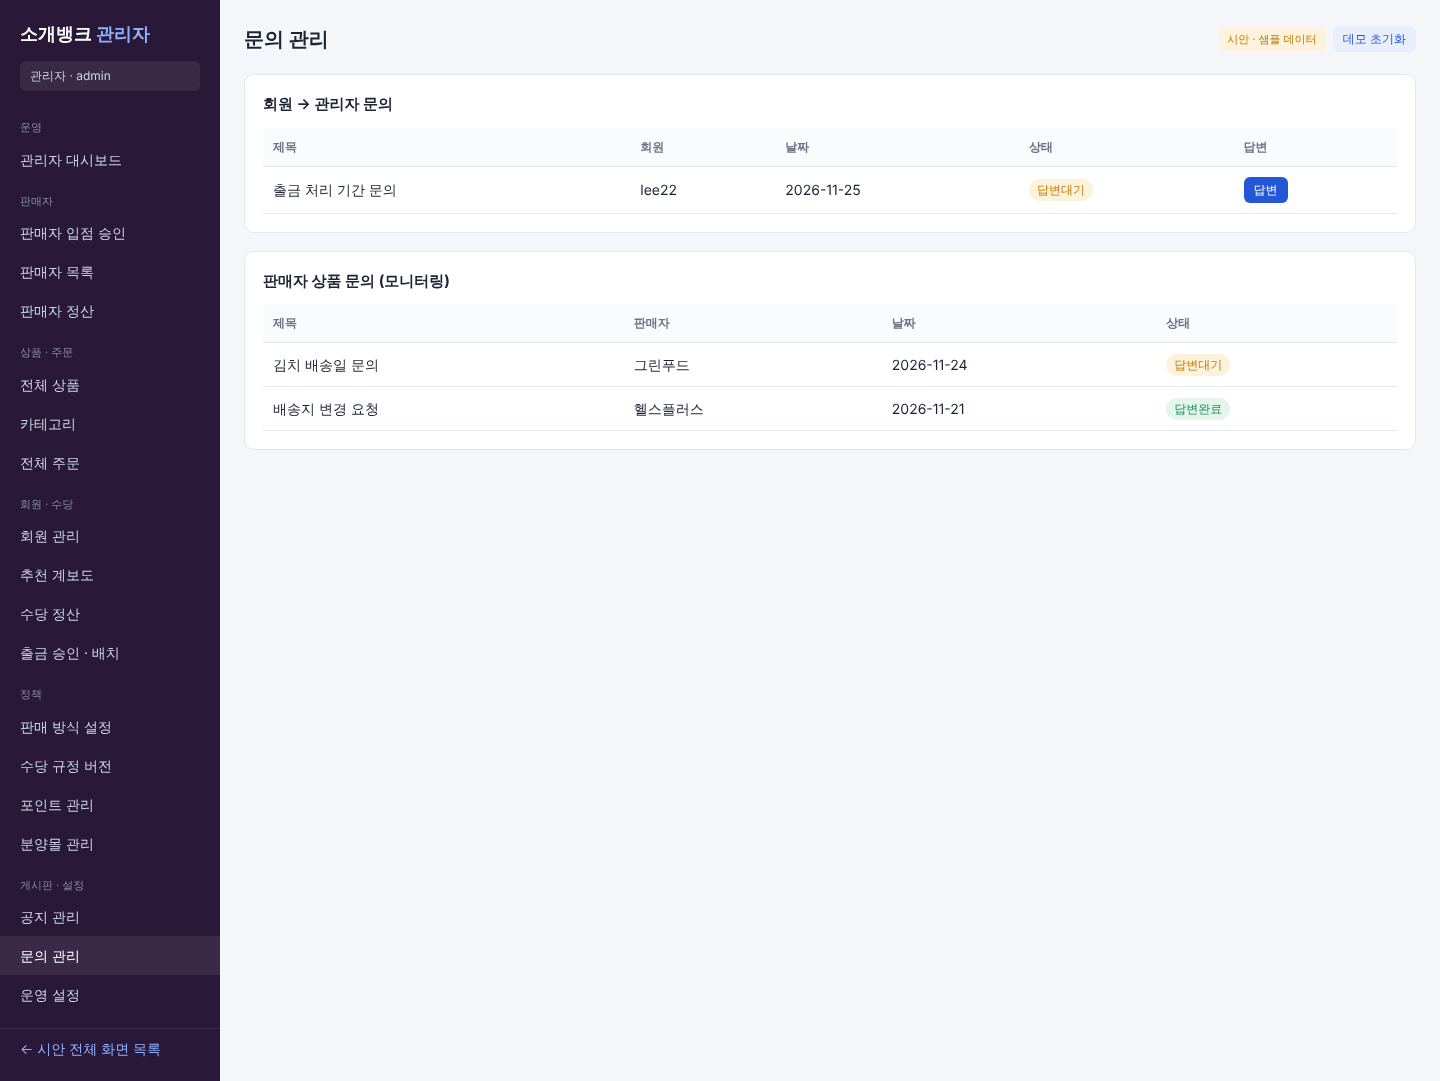 소개뱅크 관리자
관리자 · admin
운영
관리자 대시보드
판매자
판매자 입점 승인
판매자 목록
판매자 정산
상품 · 주문
전체 상품
카테고리
전체 주문
회원 · 수당
회원 관리
추천 계보도
수당 정산
출금 승인 · 배치
정책
판매 방식 설정
수당 규정 버전
포인트 관리
분양몰 관리
게시판 · 설정
공지 관리
문의 관리
운영 설정
← 시안 전체 화면 목록
문의 관리
시안 · 샘플 데이터 데모 초기화
회원 → 관리자 문의
제목 회원 날짜 상태 답변
출금 처리 기간 문의 lee22 2026-11-25 답변대기 답변
판매자 상품 문의 (모니터링)
제목 판매자 날짜 상태
김치 배송일 문의 그린푸드 2026-11-24 답변대기
배송지 변경 요청 헬스플러스 2026-11-21 답변완료